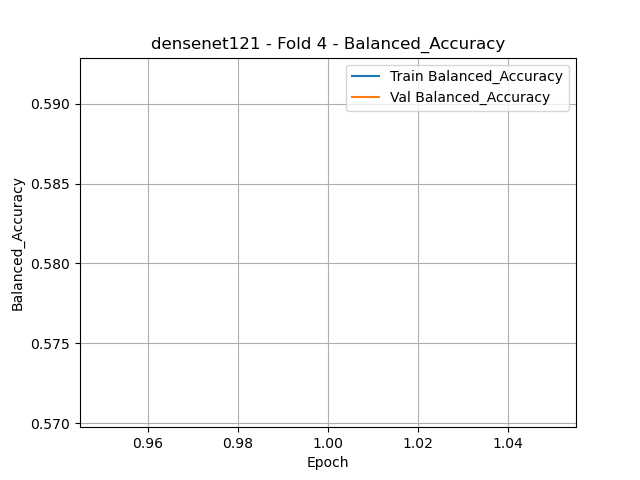 densenet121 - Fold 4 - Balanced_Accuracy
Train Balanced_Accuracy
Val Balanced_Accuracy
Balanced_Accuracy
0.590
0.585
0.580
0.575
0.570
0.96 0.98 1.00 1.02 1.04
Epoch